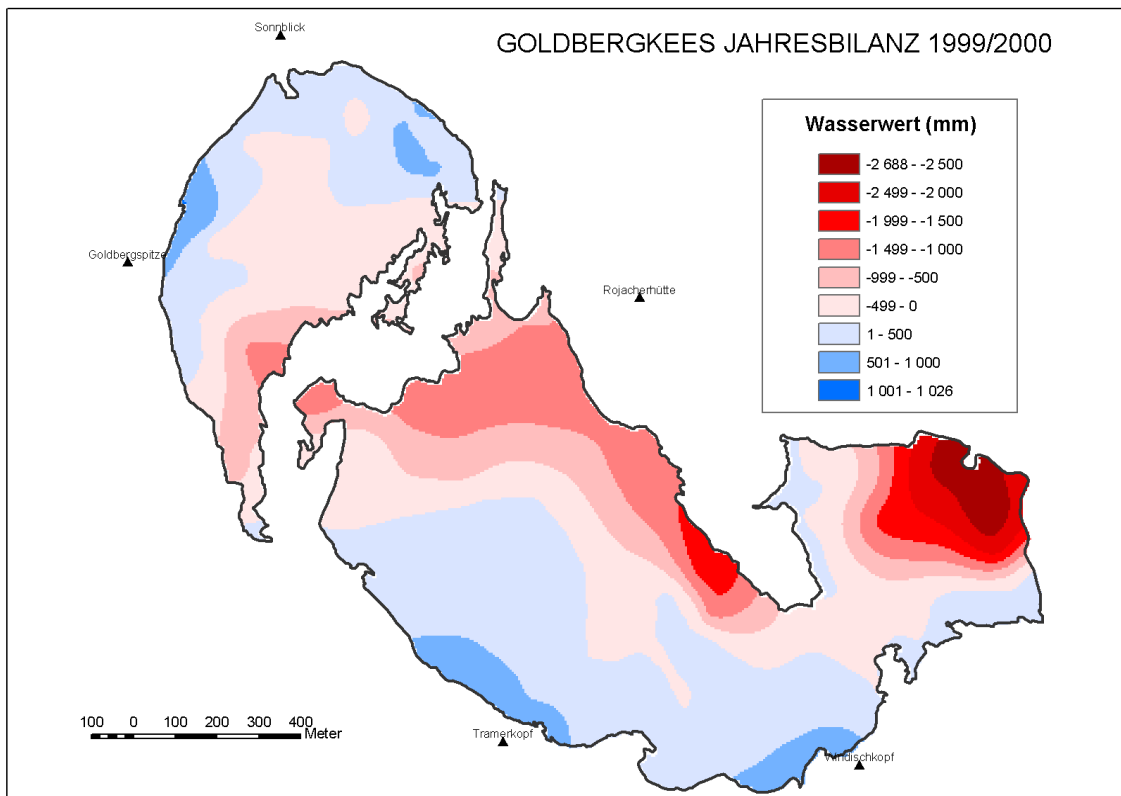 Sonnblick
GOLDBERGKEES JAHRESBILANZ 1999/2000
Wasserwert (mm)
-2 688 - -2 500
-2 499 - -2 000
-1 999 - -1 500
-1 499 - -1 000
-999 - -500
-499 - 0
1 - 500
501 - 1 000
1 001 - 1 026
Goldbergspitze
Rojacherhütte
100 0 100 200 300 400
Meter
Tramerkopf
Windischkopf